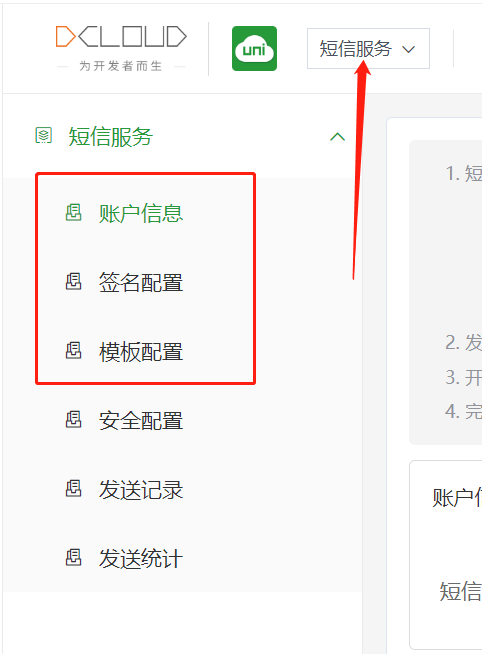 DCLOUD
为开发者而生
uni
短信服务
短信服务
账户信息
签名配置
模板配置
安全配置
发送记录
发送统计
1. 短
2. 发
3. 开
4. 完
账户信
短信